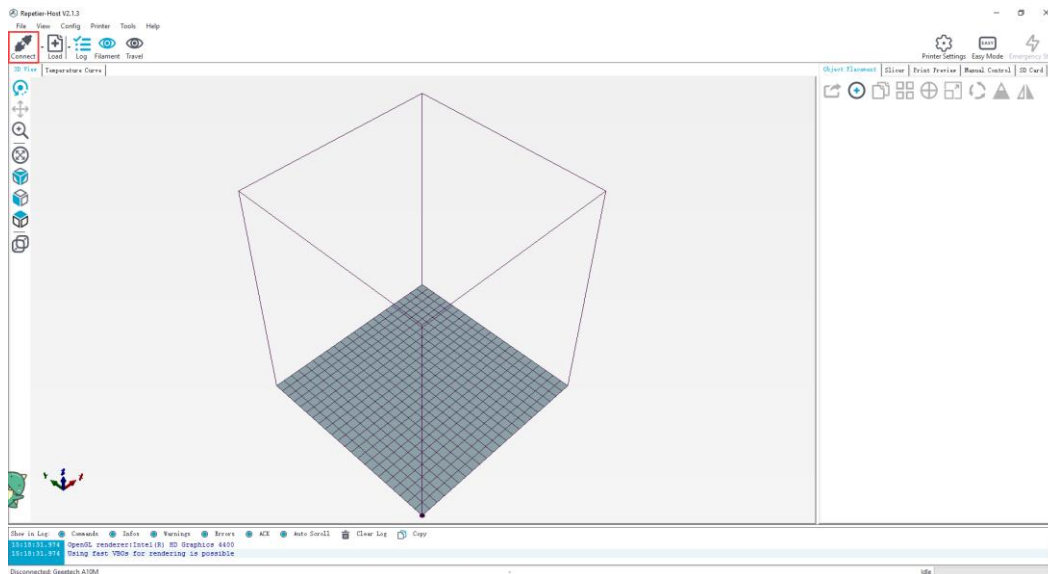 Repetier-Host V2.1.3
File View Config Printer Tools Help
Connect Load Log Filament Travel Printer Settings Easy Mode Emergency St
EASY
3D View Temperature Curve Object Placement Slicer Print Preview Manual Control SD Card
Show in Log: Commands Infos Warnings Errors ACK Auto Scroll Clear Log Copy
15:18:31.974 OpenGL renderer:Intel(R) HD Graphics 4400
15:18:31.974 Using fast VBOs for rendering is possible
Disconnected: Geeetech A10M - Idle